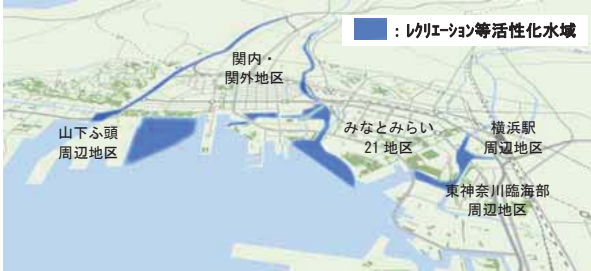 ：ﾚｸﾘｴｰｼｮﾝ等活性化水域
関内・
関外地区
山下ふ頭
周辺地区
みなとみらい
21地区
横浜駅
周辺地区
東神奈川臨海部
周辺地区